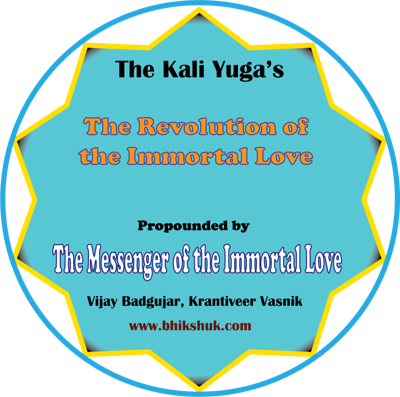 The Kali Yuga's
The Revolution of
the Immortal Love
Propounded by
The Messenger of the Immortal Love
Vijay Badgujar, Krantiveer Vasnik
www.bhikshuk.com